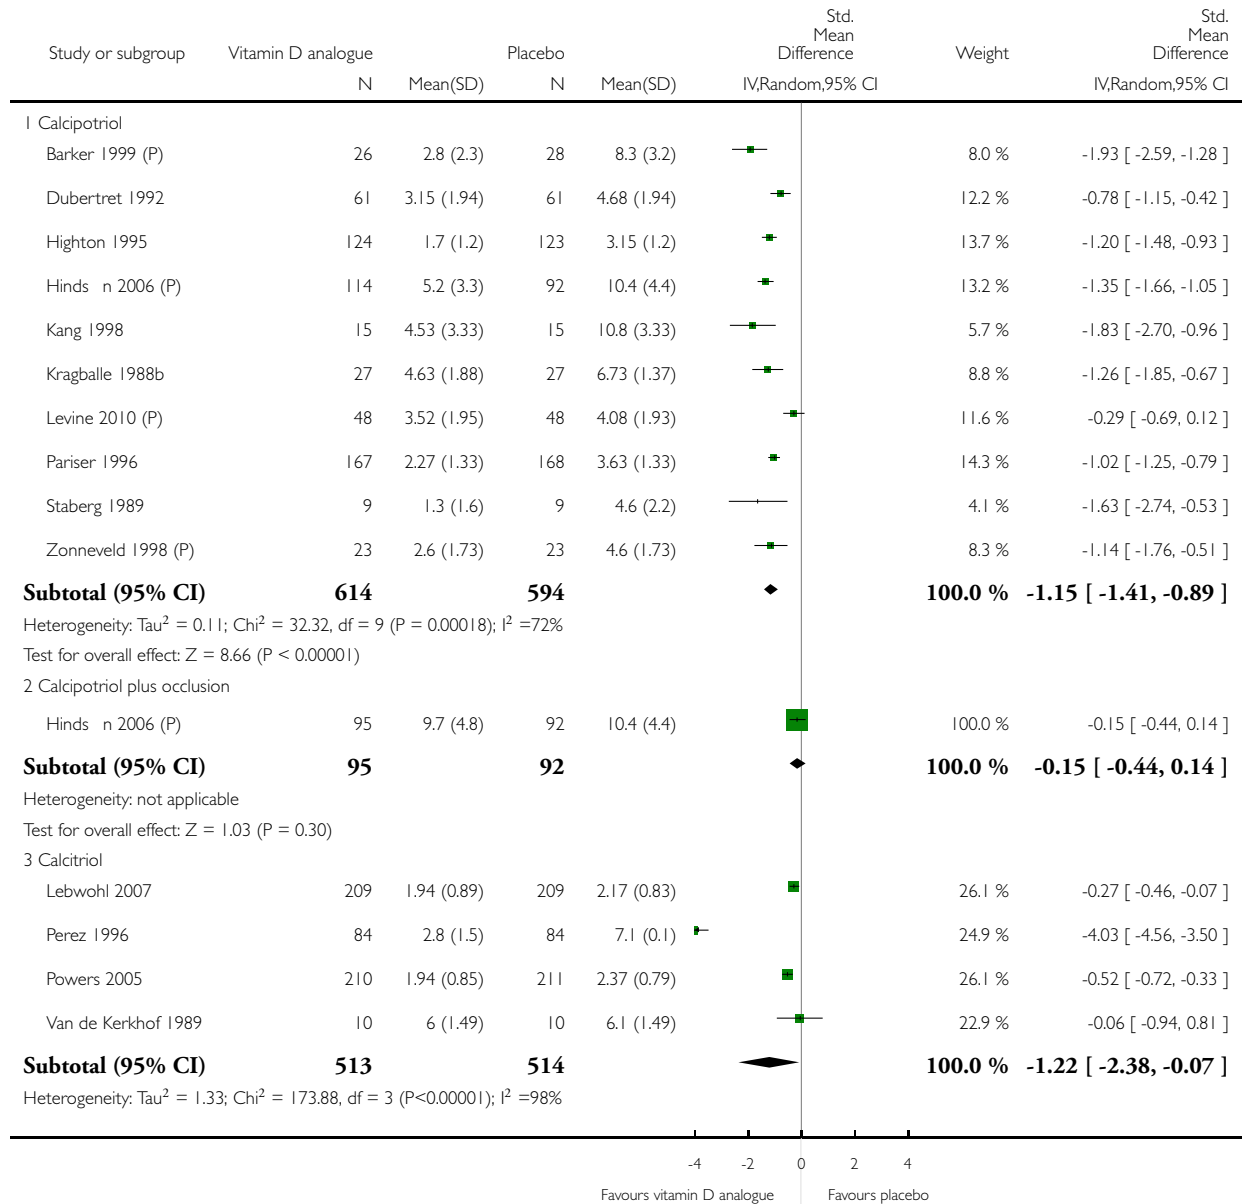 Std. Mean Difference Std. Mean Difference
Study or subgroup Vitamin D analogue Placebo Weight
N Mean(SD) N Mean(SD) IV,Random,95% CI IV,Random,95% CI
1 Calcipotriol
Barker 1999 (P) 26 2.8 (2.3) 28 8.3 (3.2) 8.0 % -1.93 [ -2.59, -1.28 ]
Dubertret 1992 61 3.15 (1.94) 61 4.68 (1.94) 12.2 % -0.78 [ -1.15, -0.42 ]
Highton 1995 124 1.7 (1.2) 123 3.15 (1.2) 13.7 % -1.20 [ -1.48, -0.93 ]
Hinds n 2006 (P) 114 5.2 (3.3) 92 10.4 (4.4) 13.2 % -1.35 [ -1.66, -1.05 ]
Kang 1998 15 4.53 (3.33) 15 10.8 (3.33) 5.7 % -1.83 [ -2.70, -0.96 ]
Kragballe 1988b 27 4.63 (1.88) 27 6.73 (1.37) 8.8 % -1.26 [ -1.85, -0.67 ]
Levine 2010 (P) 48 3.52 (1.95) 48 4.08 (1.93) 11.6 % -0.29 [ -0.69, 0.12 ]
Pariser 1996 167 2.27 (1.33) 168 3.63 (1.33) 14.3 % -1.02 [ -1.25, -0.79 ]
Staberg 1989 9 1.3 (1.6) 9 4.6 (2.2) 4.1 % -1.63 [ -2.74, -0.53 ]
Zonneveld 1998 (P) 23 2.6 (1.73) 23 4.6 (1.73) 8.3 % -1.14 [ -1.76, -0.51 ]
Subtotal (95% CI) 614 594 100.0 % -1.15 [ -1.41, -0.89 ]
Heterogeneity: Tau² = 0.11; Chi² = 32.32, df = 9 (P = 0.00018); I² =72%
Test for overall effect: Z = 8.66 (P < 0.00001)
2 Calcipotriol plus occlusion
Hinds n 2006 (P) 95 9.7 (4.8) 92 10.4 (4.4) 100.0 % -0.15 [ -0.44, 0.14 ]
Subtotal (95% CI) 95 92 100.0 % -0.15 [ -0.44, 0.14 ]
Heterogeneity: not applicable
Test for overall effect: Z = 1.03 (P = 0.30)
3 Calcitriol
Lebwohl 2007 209 1.94 (0.89) 209 2.17 (0.83) 26.1 % -0.27 [ -0.46, -0.07 ]
Perez 1996 84 2.8 (1.5) 84 7.1 (0.1) 24.9 % -4.03 [ -4.56, -3.50 ]
Powers 2005 210 1.94 (0.85) 211 2.37 (0.79) 26.1 % -0.52 [ -0.72, -0.33 ]
Van de Kerkhof 1989 10 6 (1.49) 10 6.1 (1.49) 22.9 % -0.06 [ -0.94, 0.81 ]
Subtotal (95% CI) 513 514 100.0 % -1.22 [ -2.38, -0.07 ]
Heterogeneity: Tau² = 1.33; Chi² = 173.88, df = 3 (P<0.00001); I² =98%
-4 -2 0 2 4
Favours vitamin D analogue Favours placebo